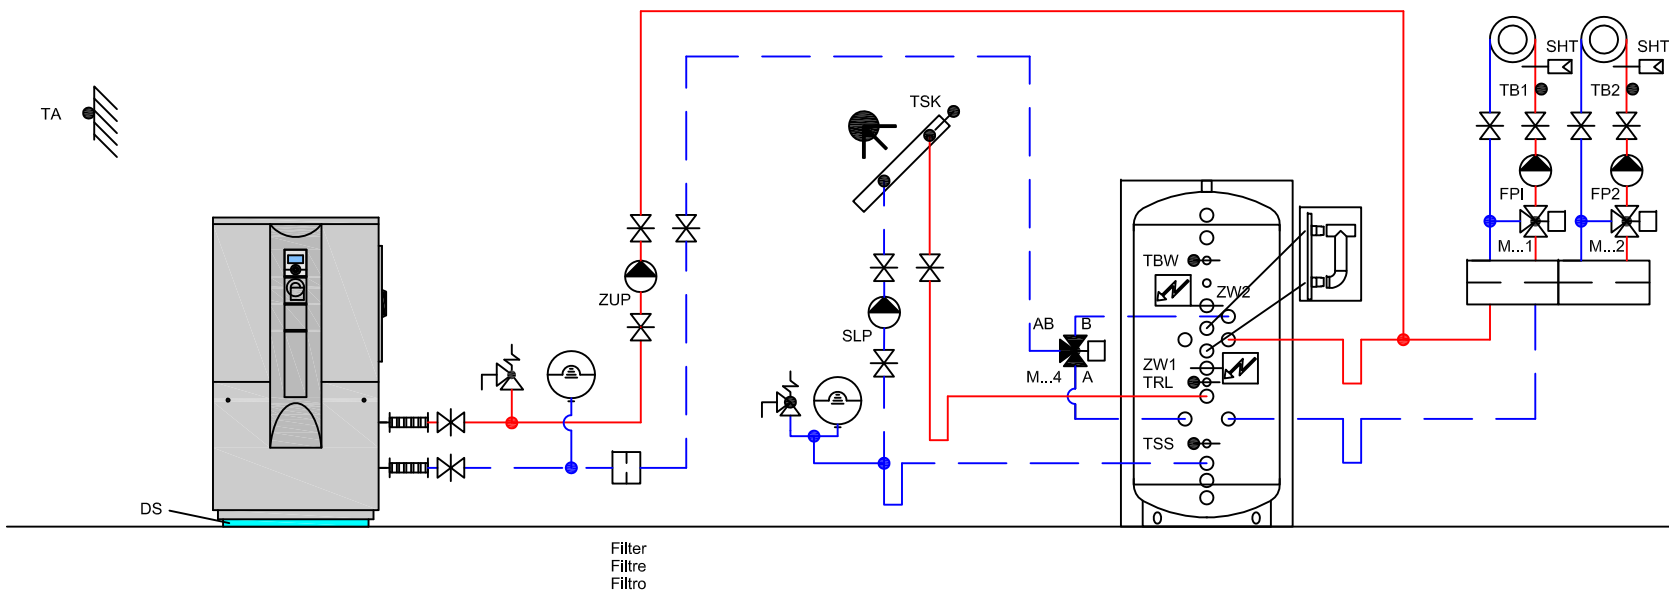 SHT
SHT
TB1
TB2
TSK
TA
FPI
FP2
M...1
M...2
TBW
ZW2
ZUP
AB
B
SLP
M...4
A
ZW1
TRL
TSS
DS
Filter
Filtre
Filtro